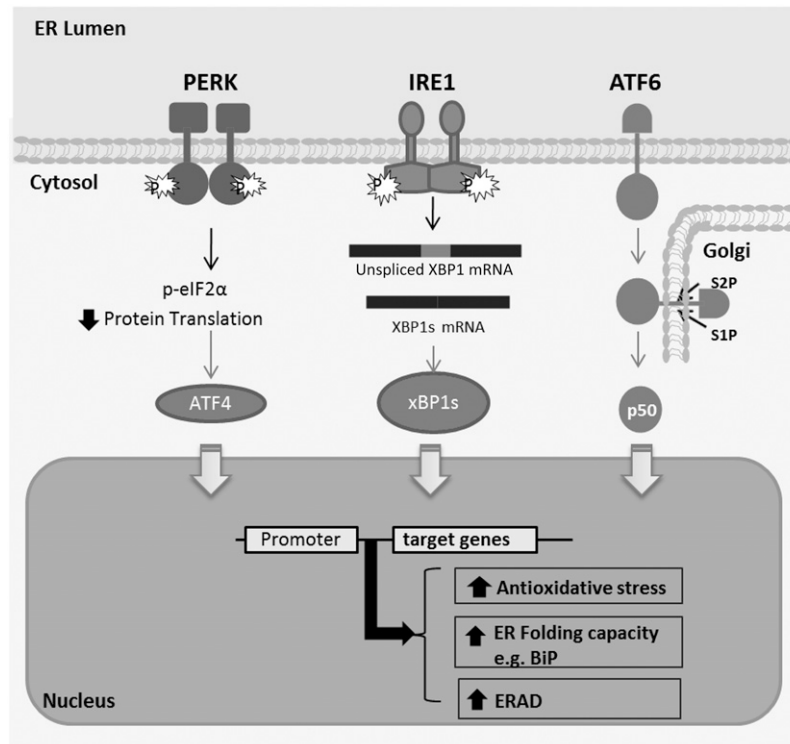 ER Lumen
PERK
IRE1
ATF6
Cytosol
P
P
P
P
Golgi
Unspliced XBP1 mRNA
S2P
p-eIF2α
Protein Translation
XBP1s mRNA
S1P
ATF4
xBP1s
p50
Promoter
target genes
Antioxidative stress
ER Folding capacity
e.g. BiP
ERAD
Nucleus